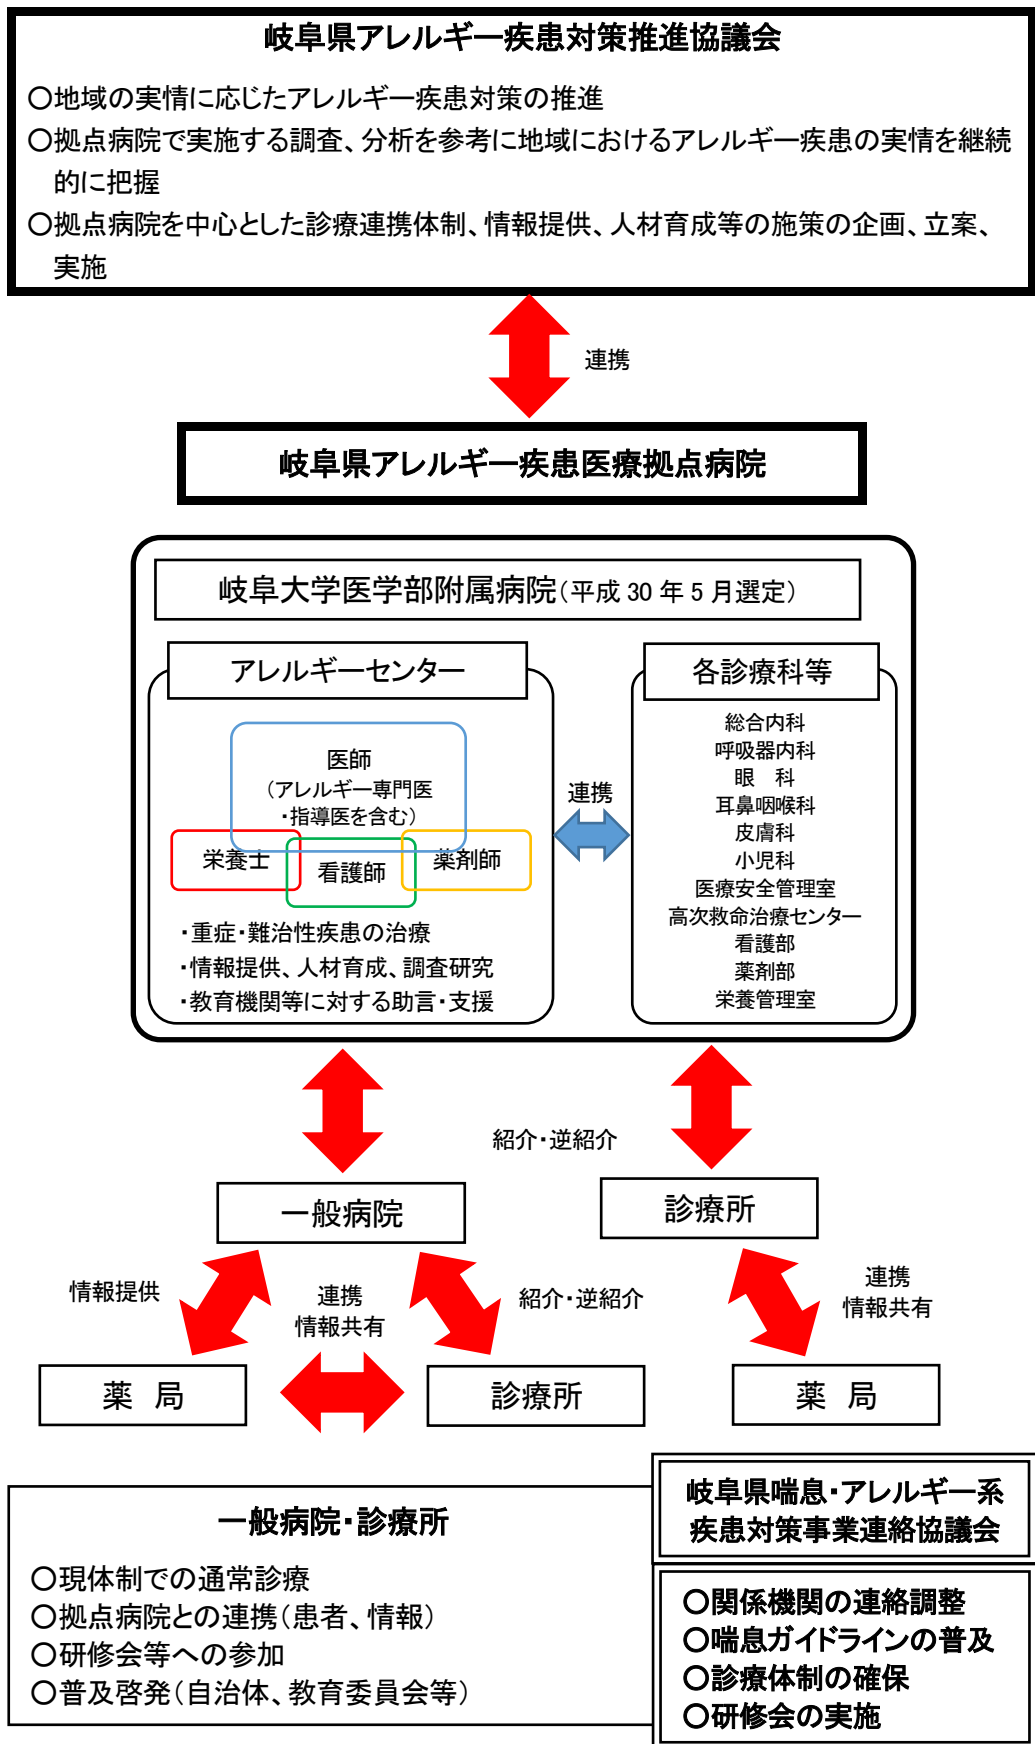 岐阜県アレルギー疾患対策推進協議会
〇地域の実情に応じたアレルギー疾患対策の推進
〇拠点病院で実施する調査、分析を参考に地域におけるアレルギー疾患の実情を継続
的に把握
〇拠点病院を中心とした診療連携体制、情報提供、人材育成等の施策の企画、立案、
実施
連携
岐阜県アレルギー疾患医療拠点病院
岐阜大学医学部附属病院（平成 30 年 5 月選定）
アレルギーセンター
医師
（アレルギー専門医
・指導医を含む）
栄養士
看護師
薬剤師
・重症・難治性疾患の治療
・情報提供、人材育成、調査研究
・教育機関等に対する助言・支援
連携
各診療科等
総合内科
呼吸器内科
眼　科
耳鼻咽喉科
皮膚科
小児科
医療安全管理室
高次救命治療センター
看護部
薬剤部
栄養管理室
紹介・逆紹介
一般病院
診療所
情報提供
連携
情報共有
紹介・逆紹介
連携
情報共有
薬　局
診療所
薬　局
一般病院・診療所
〇現体制での通常診療
〇拠点病院との連携（患者、情報）
〇研修会等への参加
〇普及啓発（自治体、教育委員会等）
岐阜県喘息・アレルギー系
疾患対策事業連絡協議会
〇関係機関の連絡調整
〇喘息ガイドラインの普及
〇診療体制の確保
〇研修会の実施